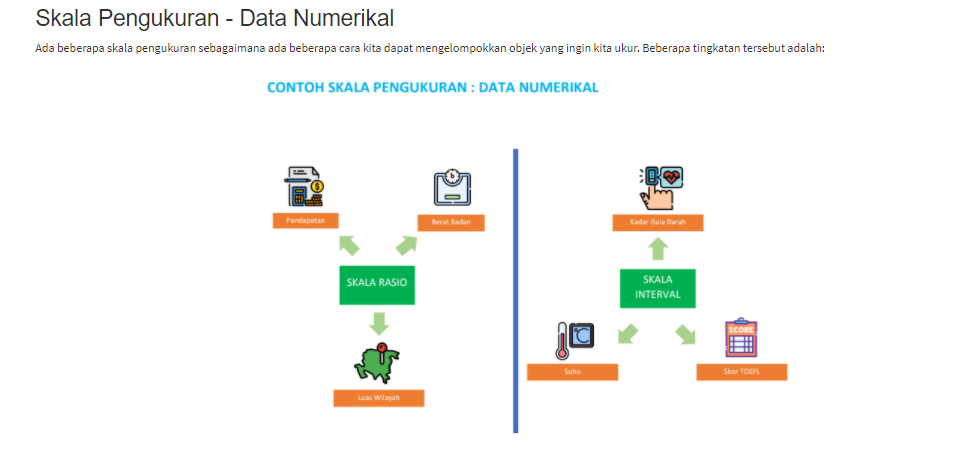 Skala Pengukuran - Data Numerikal
Ada beberapa skala pengukuran sebagaimana ada beberapa cara kita dapat mengelompokkan objek yang ingin kita ukur. Beberapa tingkatan tersebut adalah:
CONTOH SKALA PENGUKURAN : DATA NUMERIKAL
Pendapatan
Berat Badan
SKALA RASIO
Luas Wilayah
Kadar Gula Darah
SKALA
INTERVAL
°C
Suhu
SCORE
Skor TOEFL